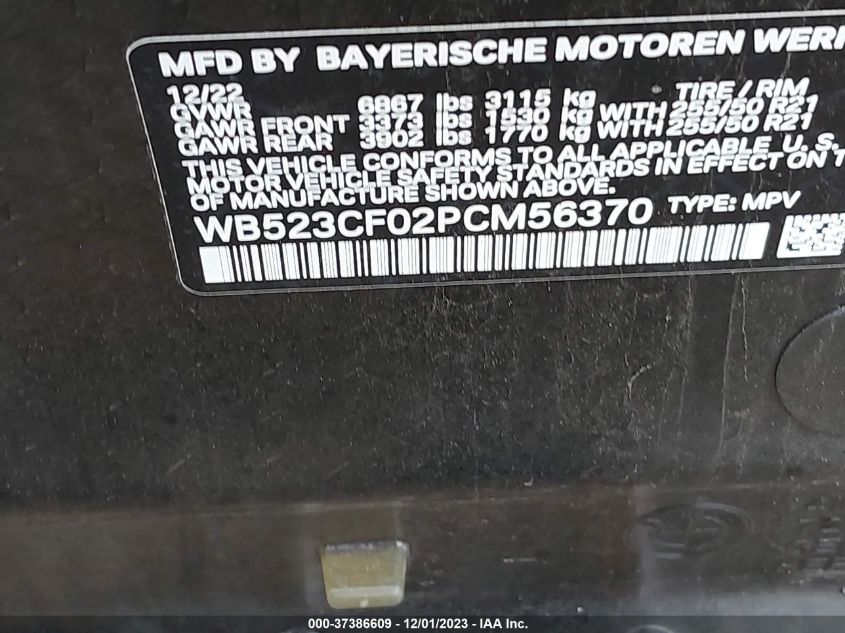 MFD BY BAYERISCHE MOTOREN WERK
12/22 TIRE / RIM
GVWR 6867 lbs 3115 kg
GAWR FRONT 3373 lbs 1530 kg WITH 255/50 R21
GAWR REAR 3902 lbs 1770 kg WITH 255/50 R21
THIS VEHICLE CONFORMS TO ALL APPLICABLE U. S.
MOTOR VEHICLE SAFETY STANDARDS IN EFFECT ON T
OF MANUFACTURE SHOWN ABOVE.
WB523CF02PCM56370 TYPE: MPV
000-37386609 - 12/01/2023 - IAA Inc.